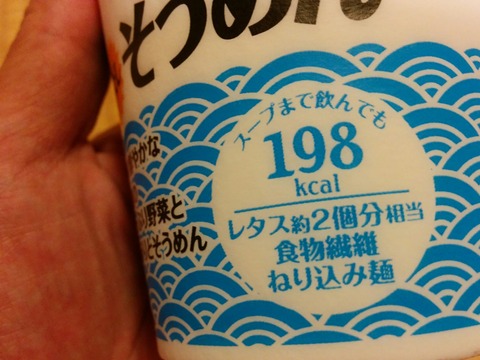 そうめん
スープまで飲んでも
198
kcal
レタス約2個分相当
食物繊維
ねり込み麺
やかな
野菜と
どそうめん